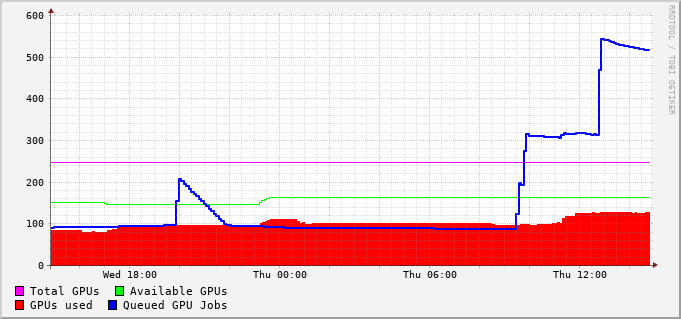 600
500
400
300
200
100
0
Wed 18:00 Thu 00:00 Thu 06:00 Thu 12:00
Total GPUs Available GPUs
GPUs used Queued GPU Jobs
RRDTOOL / TOBI OETIKER